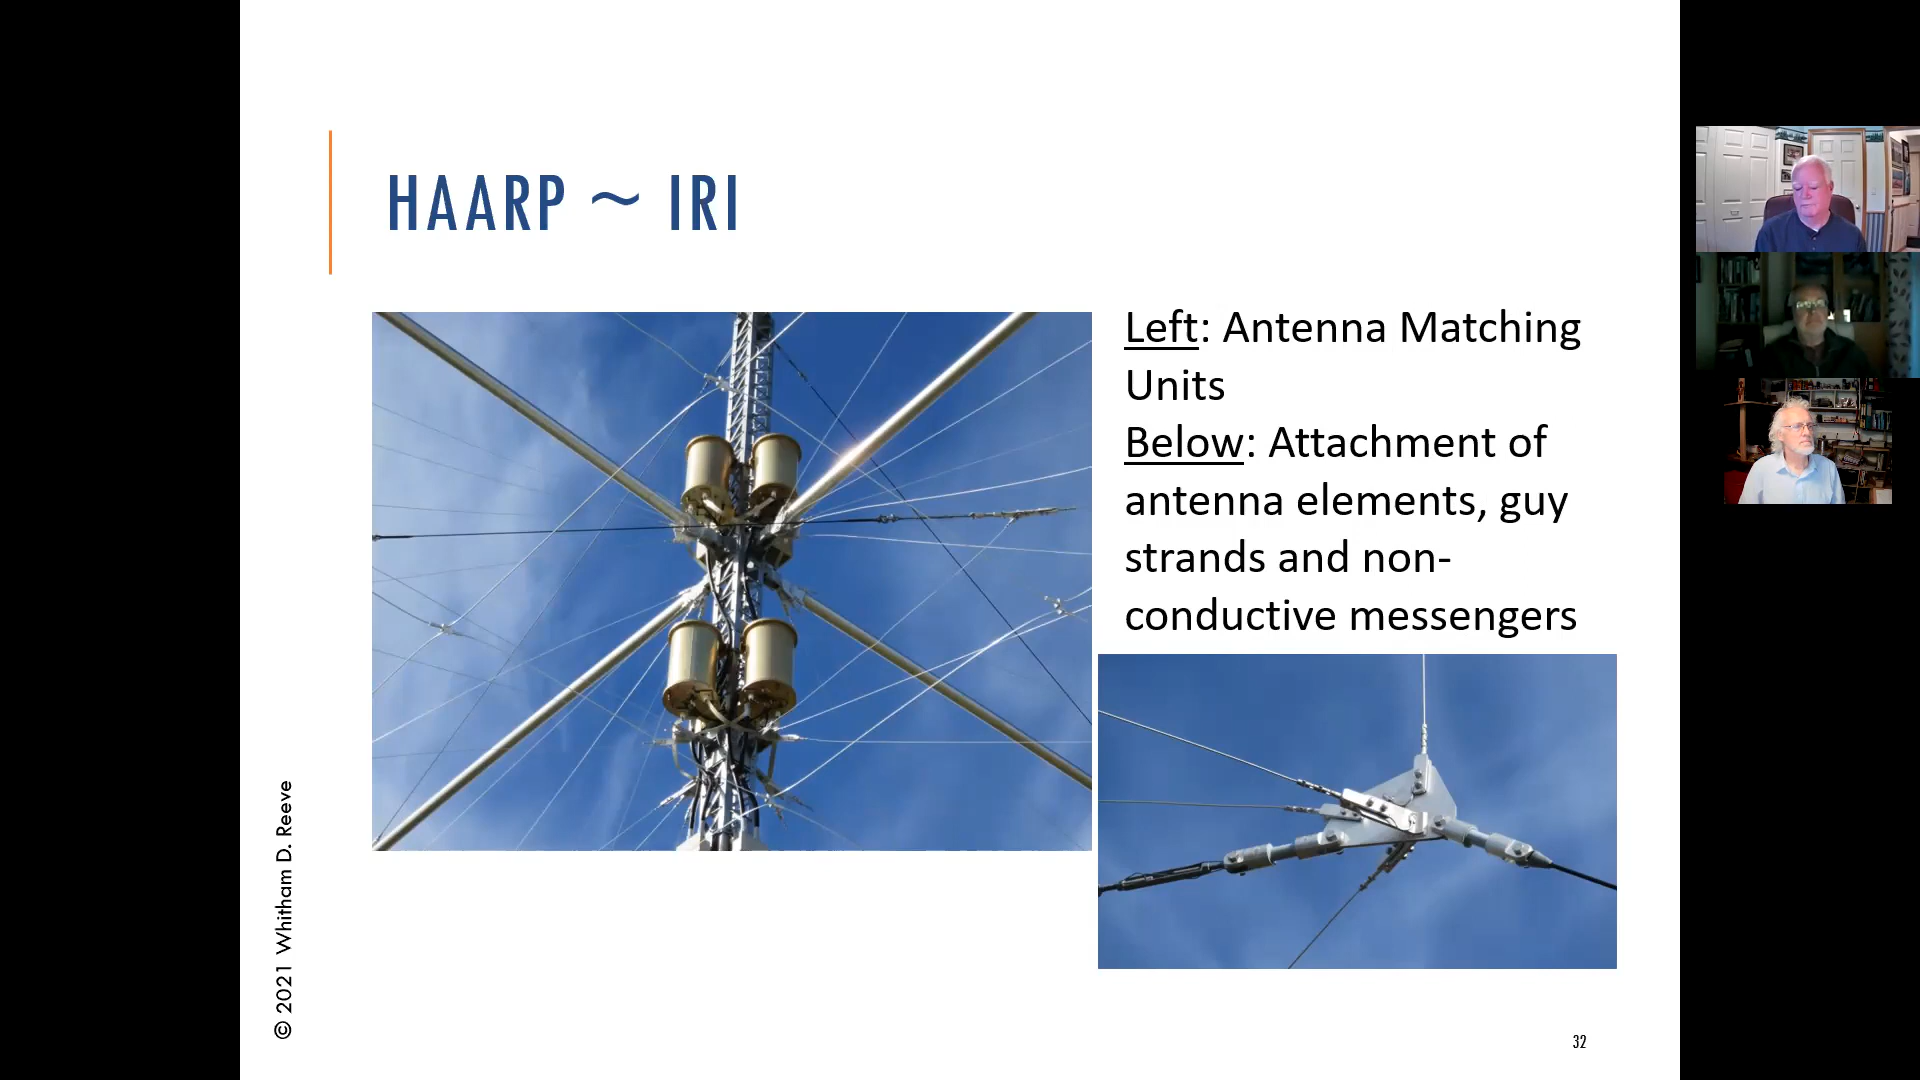 HAARP ~ IRI
Left: Antenna Matching
Units
Below: Attachment of
antenna elements, guy
strands and non-
conductive messengers
© 2021 Whitham D. Reeve
32